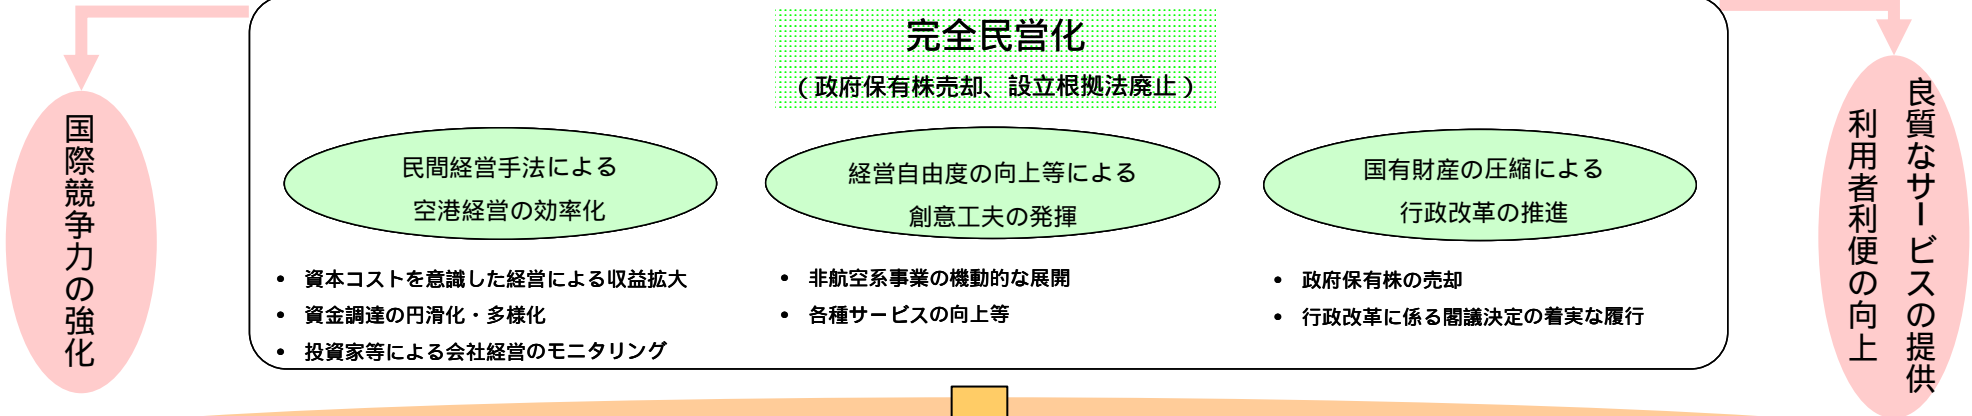 完全民営化
（政府保有株売却、設立根拠法廃止）
国際競争力の強化
民間経営手法による
空港経営の効率化
• 資本コストを意識した経営による収益拡大
• 資金調達の円滑化・多様化
• 投資家等による会社経営のモニタリング
経営自由度の向上等による
創意工夫の発揮
• 非航空系事業の機動的な展開
• 各種サービスの向上等
国有財産の圧縮による
行政改革の推進
• 政府保有株の売却
• 行政改革に係る閣議決定の着実な履行
良質なサービスの提供
利用者利便の向上